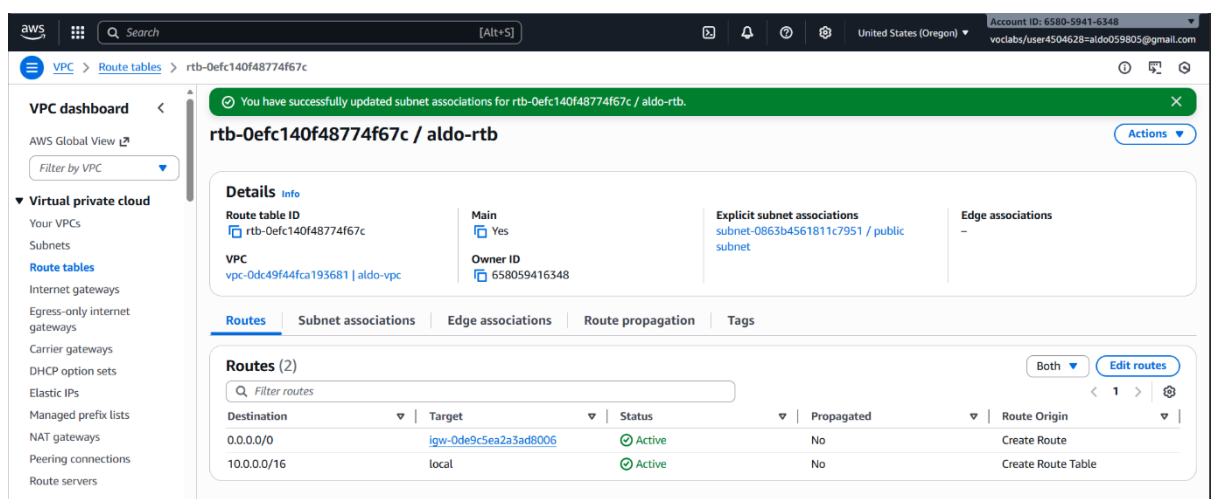 aws
Search [Alt+S]
United States (Oregon)
Account ID: 6580-5941-6348
voclabs/user4504628=aldo059805@gmail.com
VPC > Route tables > rtb-0efc140f48774f67c
VPC dashboard
AWS Global View
Filter by VPC
Virtual private cloud
Your VPCs
Subnets
Route tables
Internet gateways
Egress-only internet
gateways
Carrier gateways
DHCP option sets
Elastic IPs
Managed prefix lists
NAT gateways
Peering connections
Route servers
You have successfully updated subnet associations for rtb-0efc140f48774f67c / aldo-rtb.
rtb-0efc140f48774f67c / aldo-rtb
Actions
Details Info
Route table ID
rtb-0efc140f48774f67c
Main
Yes
Explicit subnet associations
subnet-0863b4561811c7951 / public
subnet
Edge associations
–
VPC
vpc-0dc49f44fca193681 | aldo-vpc
Owner ID
658059416348
Routes Subnet associations Edge associations Route propagation Tags
Routes (2)
Both
Edit routes
Filter routes
1
Destination Target Status Propagated Route Origin
0.0.0.0/0 igw-0de9c5ea2a3ad8006 Active No Create Route
10.0.0.0/16 local Active No Create Route Table